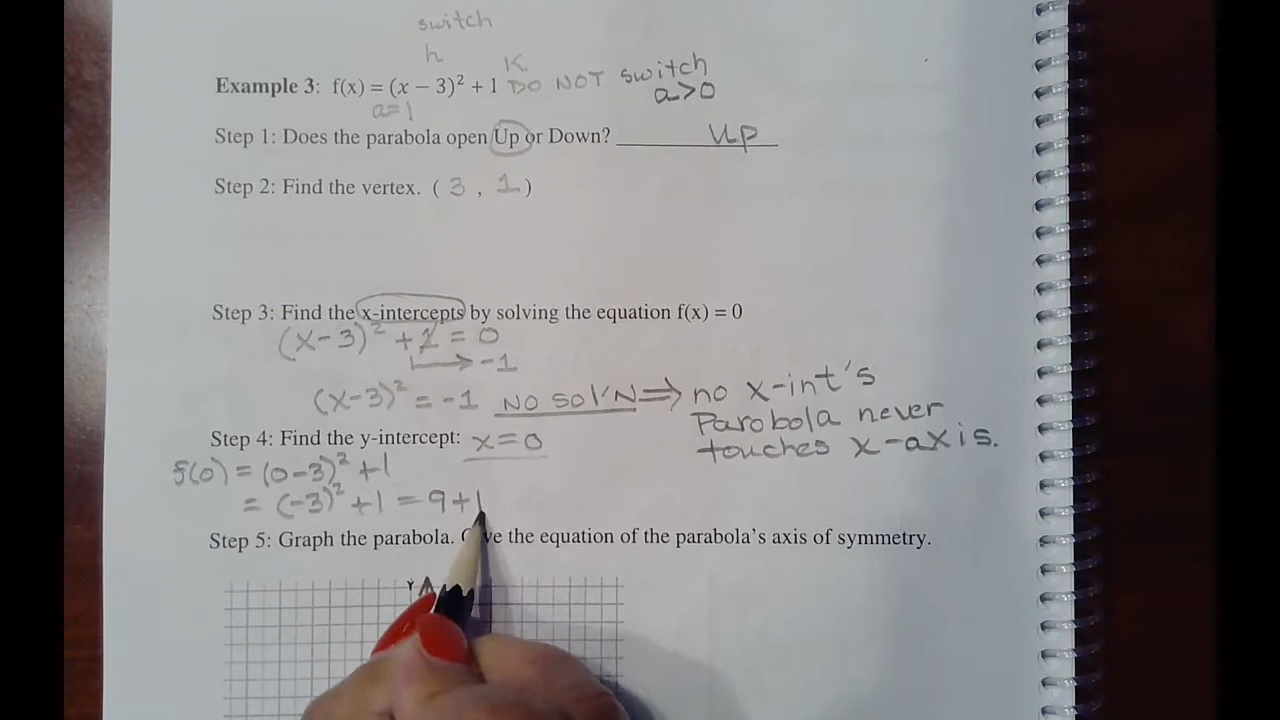 switch
h
K
Example 3: f(x) = (x − 3)² + 1 DO NOT switch
a=1
a>0
Step 1: Does the parabola open Up or Down? Up
Step 2: Find the vertex. ( 3 , 1 )
Step 3: Find the x-intercepts by solving the equation f(x) = 0
(x-3)² + 1 = 0
-1
(x-3)² = -1 NO Sol'N ⟹ no x-int's
Parabola never
touches x-axis.
Step 4: Find the y-intercept: x=0
f(0) = (0-3)² + 1
= (-3)² + 1 = 9+1
Step 5: Graph the parabola. the equation of the parabola's axis of symmetry.
Y